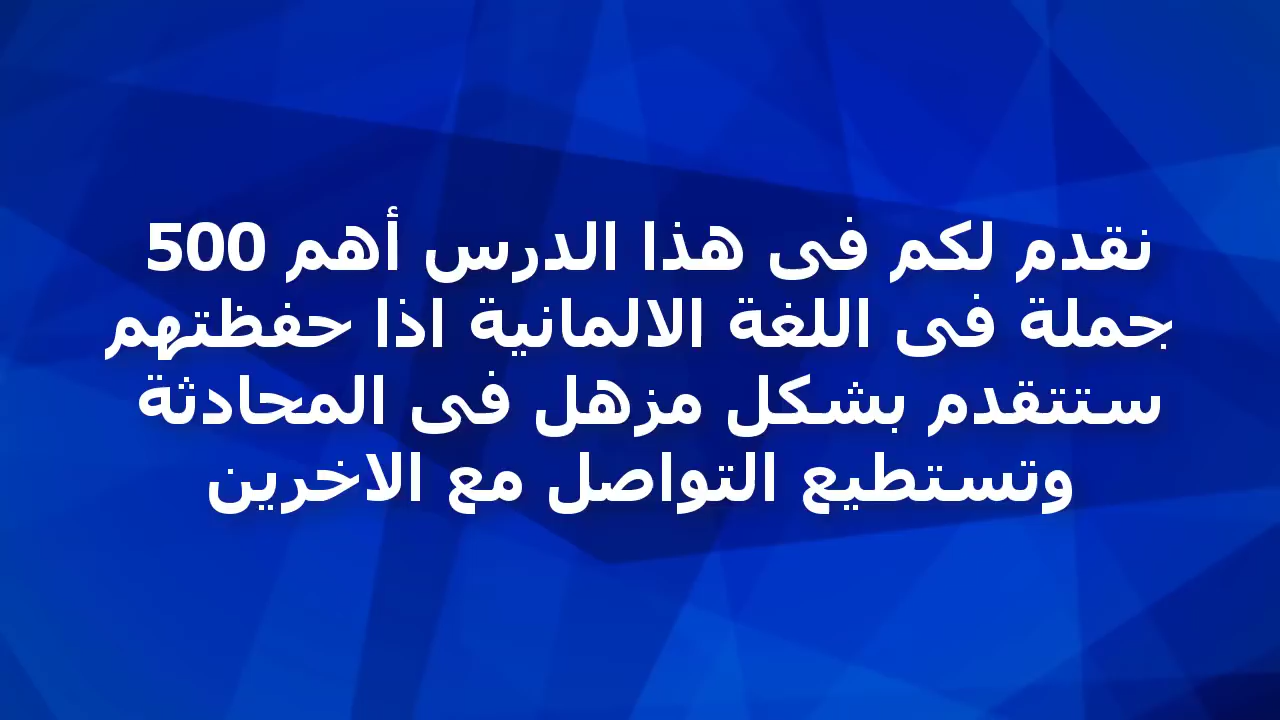 نقدم لكم فى هذا الدرس أهم 500
جملة فى اللغة الالمانية اذا حفظتهم
ستتقدم بشكل مزهل فى المحادثة
وتستطيع التواصل مع الاخرين